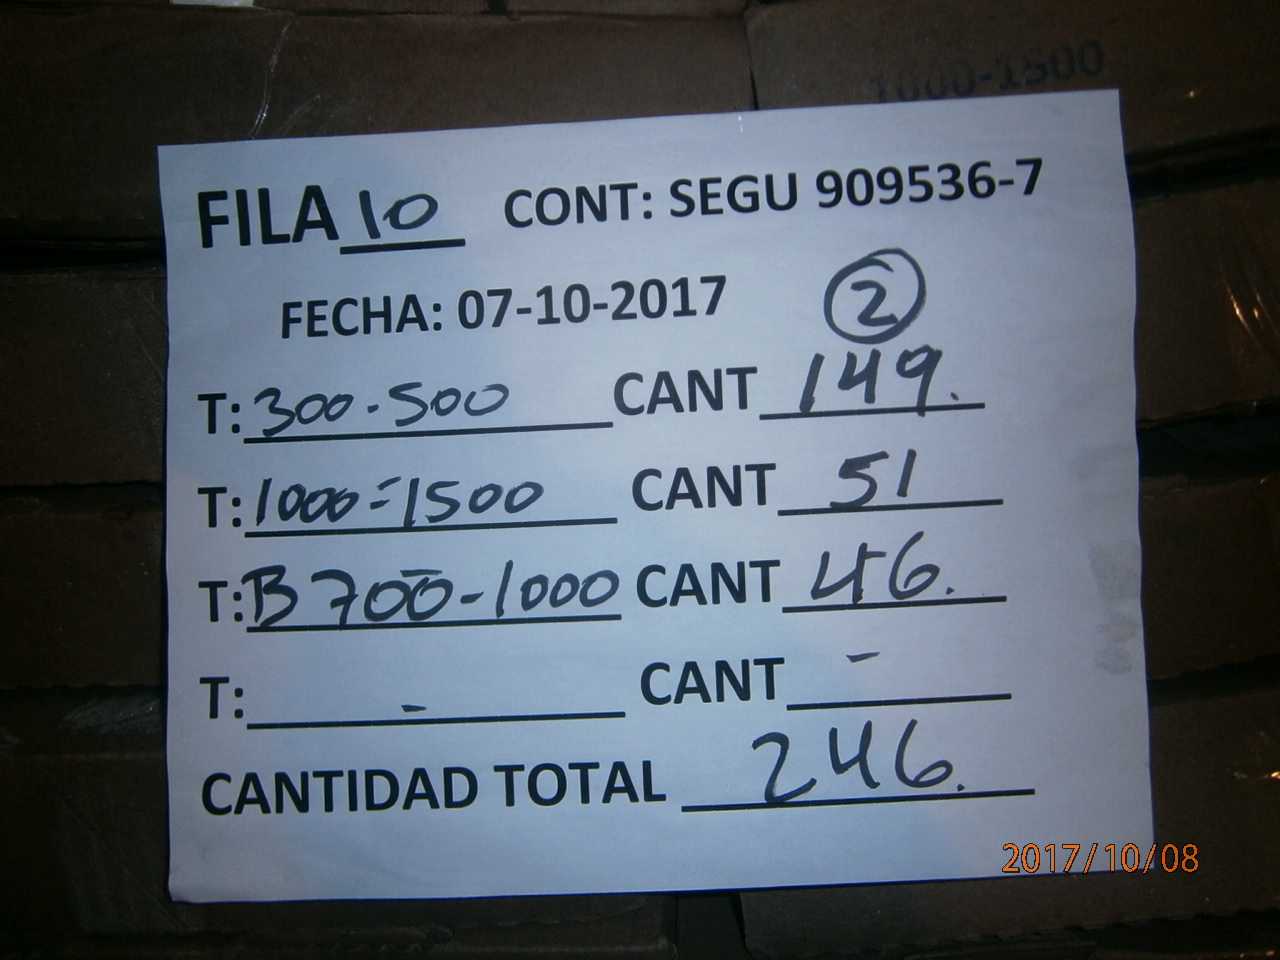 1000-1500
FILA 10 CONT: SEGU 909536-7
FECHA: 07-10-2017 2
T: 300-500 CANT 149.
T: 1000=1500 CANT 51
T: B 700-1000 CANT 46.
T: - CANT -
CANTIDAD TOTAL 246.
2017/10/08